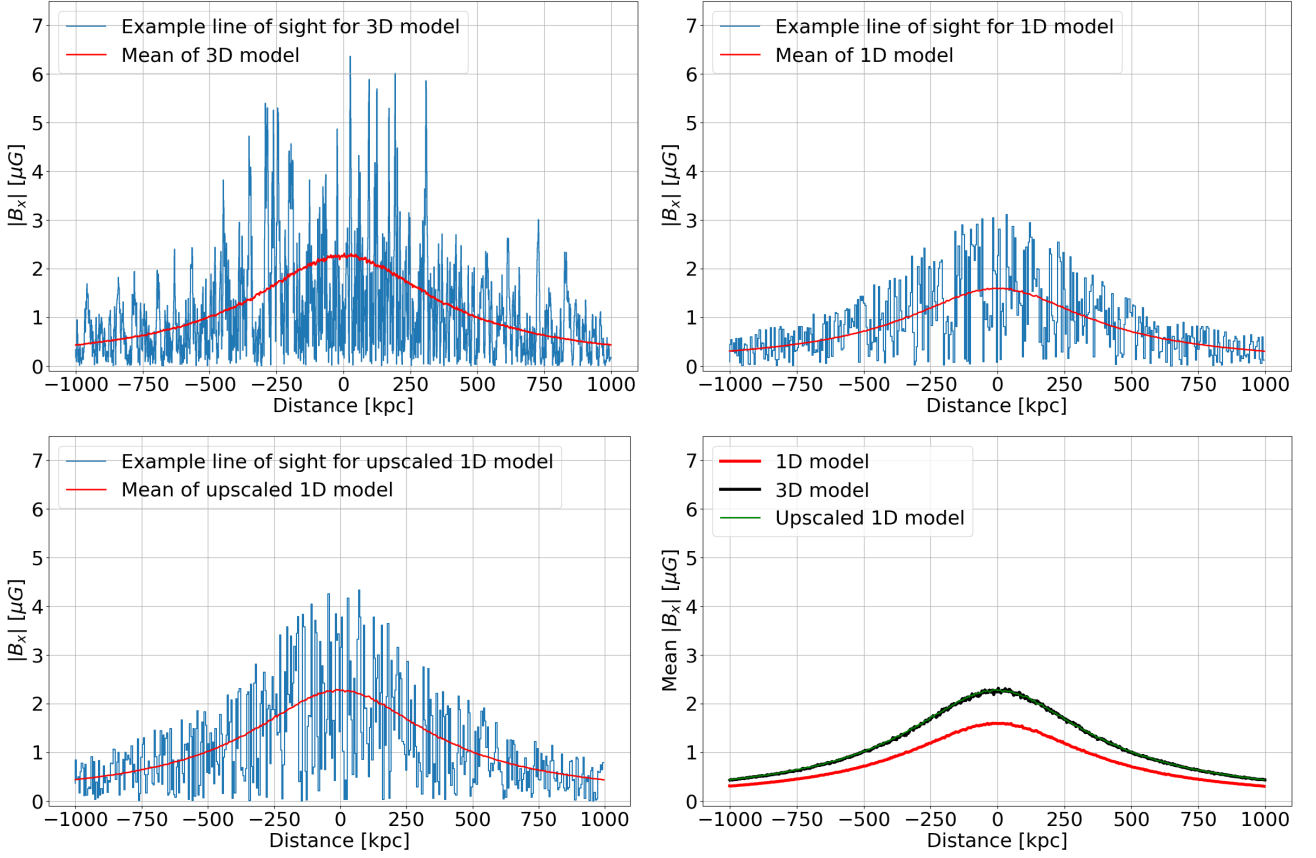 7
6
5
4
3
2
1
0
|B_x| [μG]
Example line of sight for 3D model
Mean of 3D model
−1000 −750 −500 −250 0 250 500 750 1000
Distance [kpc]
7
6
5
4
3
2
1
0
|B_x| [μG]
Example line of sight for 1D model
Mean of 1D model
−1000 −750 −500 −250 0 250 500 750 1000
Distance [kpc]
7
6
5
4
3
2
1
0
|B_x| [μG]
Example line of sight for upscaled 1D model
Mean of upscaled 1D model
−1000 −750 −500 −250 0 250 500 750 1000
Distance [kpc]
7
6
5
4
3
2
1
0
Mean |B_x| [μG]
1D model
3D model
Upscaled 1D model
−1000 −750 −500 −250 0 250 500 750 1000
Distance [kpc]